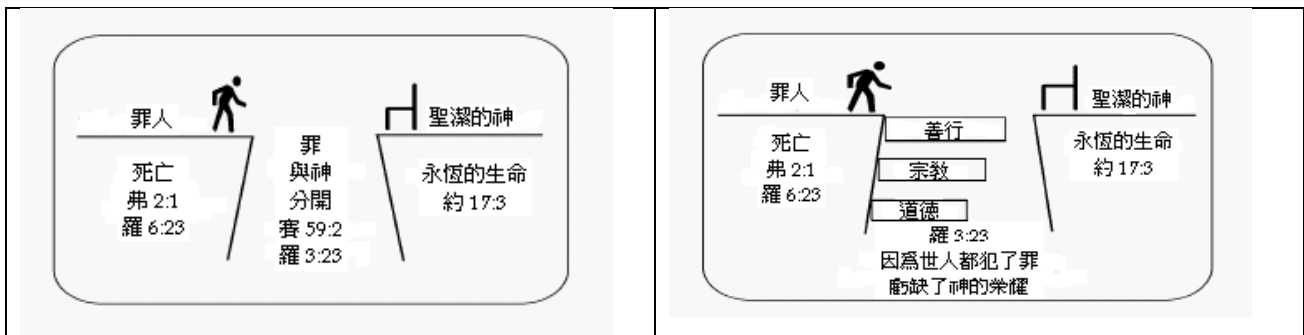 罪人
聖潔的神
罪
與神
分開
賽 59:2
羅 3:23
死亡
弗 2:1
羅 6:23
永恆的生命
約 17:3
罪人
聖潔的神
善行
宗教
道德
死亡
弗 2:1
羅 6:23
永恆的生命
約 17:3
羅 3:23
因爲世人都犯了罪
虧缺了神的榮耀